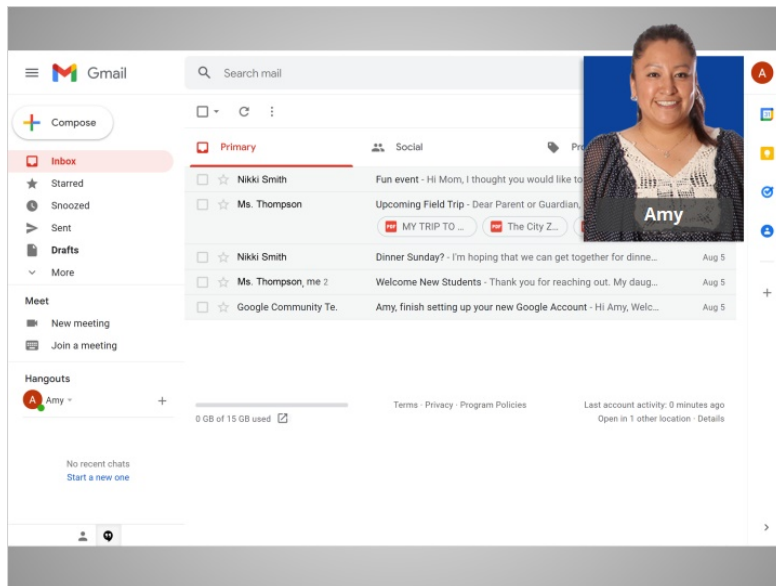 Gmail
Search mail
A
Compose
Primary
Social
Inbox
Nikki Smith Fun event - Hi Mom, I thought you would like to
Starred
Ms. Thompson Upcoming Field Trip - Dear Parent or Guardian,
Amy
Snoozed
Sent
PDF MY TRIP TO ... PDF The City Z...
Drafts
Nikki Smith Dinner Sunday? - I'm hoping that we can get together for dinne... Aug 5
More
Ms. Thompson, me 2 Welcome New Students - Thank you for reaching out. My daug... Aug 5
Meet
Google Community Te. Amy, finish setting up your new Google Account - Hi Amy, Welc... Aug 5
New meeting
Join a meeting
Hangouts
A Amy
Terms · Privacy · Program Policies
Last account activity: 0 minutes ago
0 GB of 15 GB used
Open in 1 other location · Details
No recent chats
Start a new one